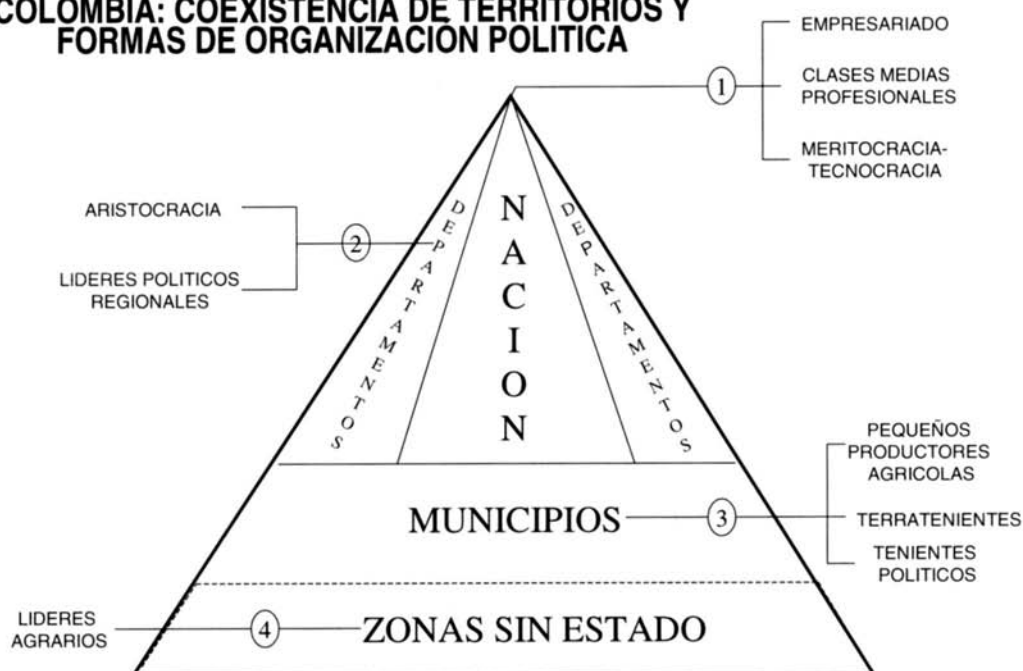 COLOMBIA: COEXISTENCIA DE TERRITORIOS Y
FORMAS DE ORGANIZACION POLITICA
1
EMPRESARIADO
CLASES MEDIAS
PROFESIONALES
MERITOCRACIA-
TECNOCRACIA
ARISTOCRACIA
2
LIDERES POLITICOS
REGIONALES
DEPARTAMENTOS
NACION
DEPARTAMENTOS
PEQUEÑOS
PRODUCTORES
AGRICOLAS
MUNICIPIOS
3
TERRATENIENTES
TENIENTES
POLITICOS
LIDERES
AGRARIOS
4
ZONAS SIN ESTADO